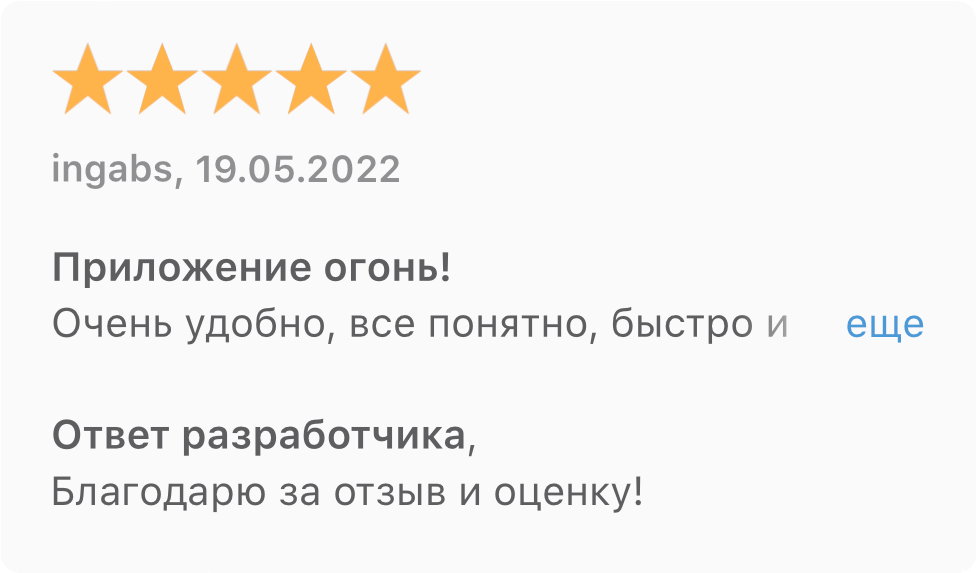 ingabs, 19.05.2022
Приложение огонь!
Очень удобно, все понятно, быстро и еще
Ответ разработчика,
Благодарю за отзыв и оценку!